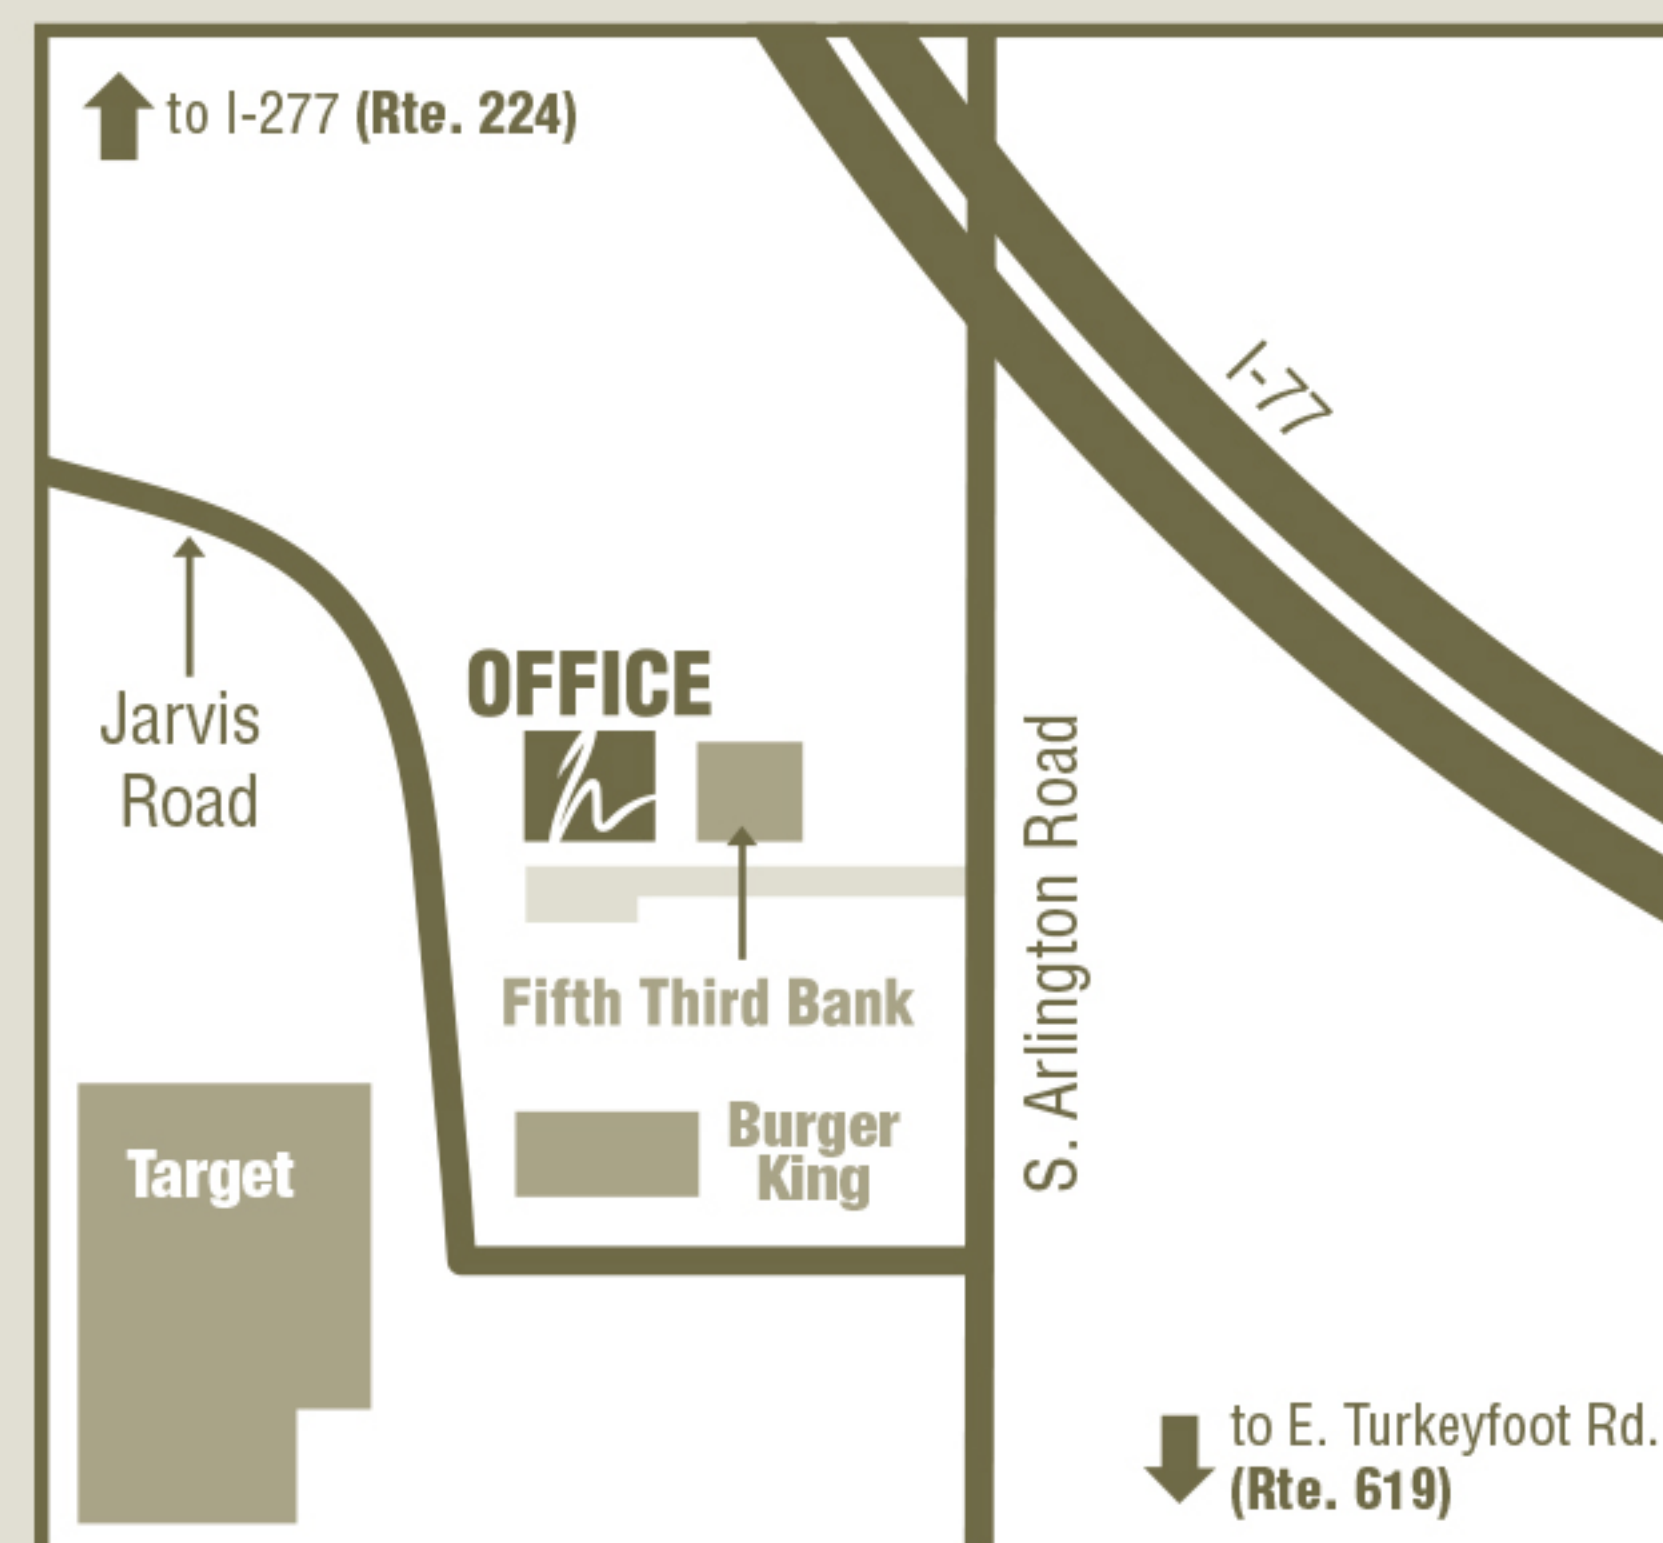 to I-277 (Rte. 224)
I-77
Jarvis
Road
OFFICE
h
S. Arlington Road
Fifth Third Bank
Burger
King
Target
to E. Turkeyfoot Rd.
(Rte. 619)